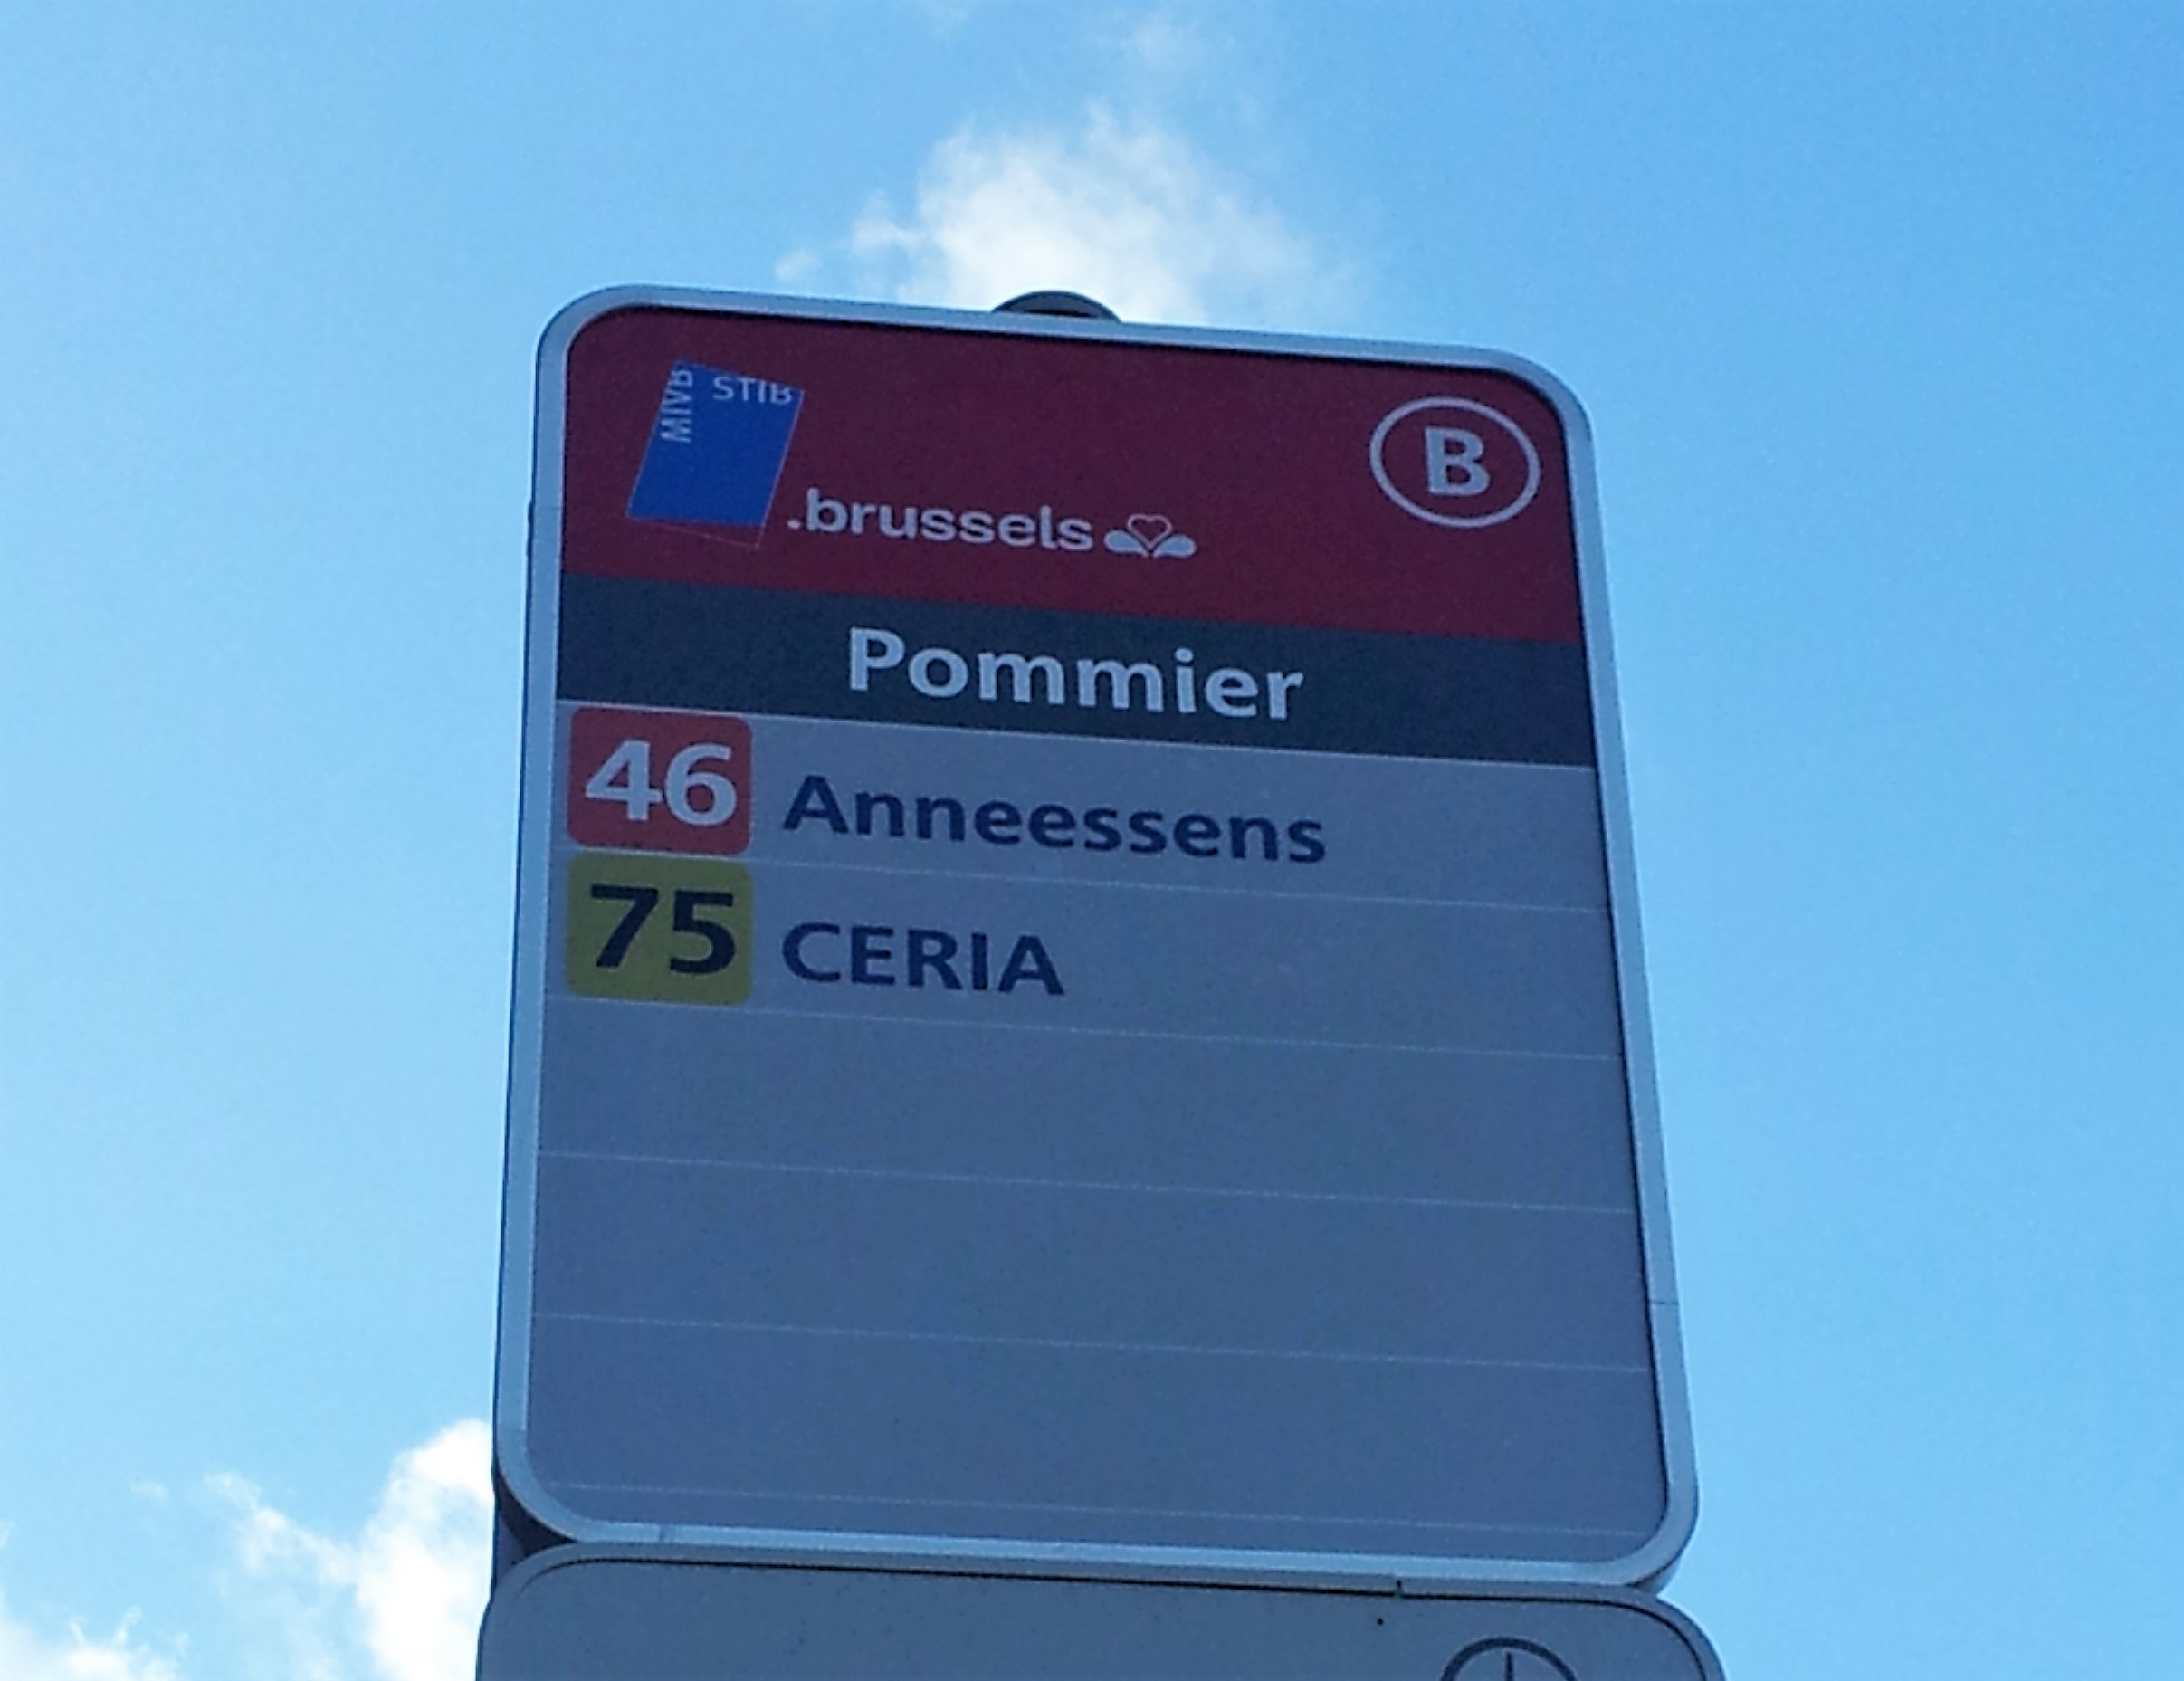 MIVB
STIB
.brussels
B
Pommier
46 Anneessens
75 CERIA